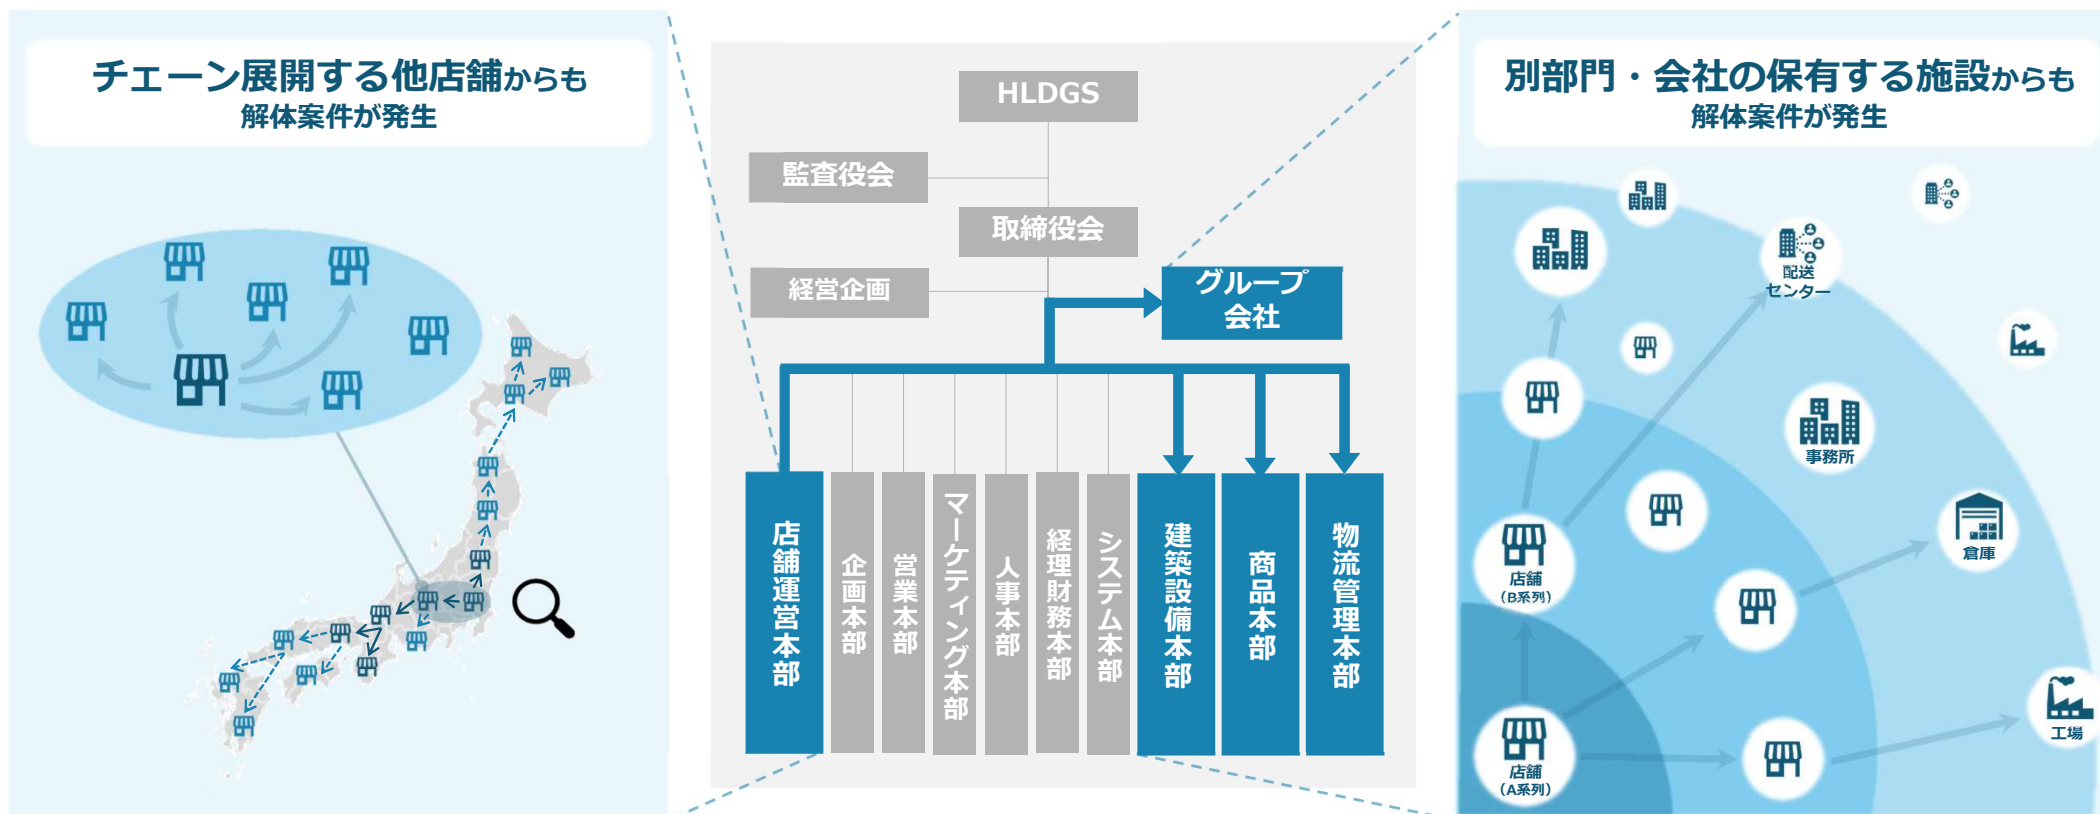 チェーン展開する他店舗からも
解体案件が発生
HLDGS
監査役会
取締役会
経営企画
グループ
会社
店舗運営本部
企画本部
営業本部
マーケティング本部
人事本部
経理財務本部
システム本部
建築設備本部
商品本部
物流管理本部
別部門・会社の保有する施設からも
解体案件が発生
配送
センター
事務所
倉庫
店舗
（B系列）
工場
店舗
（A系列）